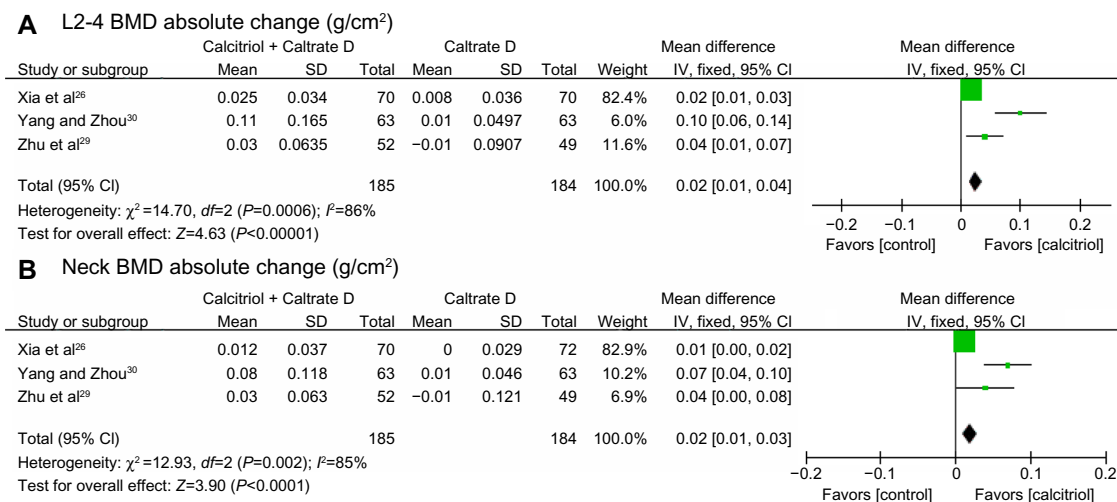 A L2-4 BMD absolute change (g/cm²)
Calcitriol + Caltrate D Caltrate D Mean difference Mean difference
Study or subgroup Mean SD Total Mean SD Total Weight IV, fixed, 95% CI IV, fixed, 95% CI
Xia et al²⁶ 0.025 0.034 70 0.008 0.036 70 82.4% 0.02 [0.01, 0.03]
Yang and Zhou³⁰ 0.11 0.165 63 0.01 0.0497 63 6.0% 0.10 [0.06, 0.14]
Zhu et al²⁹ 0.03 0.0635 52 −0.01 0.0907 49 11.6% 0.04 [0.01, 0.07]
Total (95% CI) 185 184 100.0% 0.02 [0.01, 0.04]
Heterogeneity: χ²=14.70, df=2 (P=0.0006); I²=86%
Test for overall effect: Z=4.63 (P<0.00001)
−0.2 −0.1 0 0.1 0.2
Favors [control] Favors [calcitriol]
B Neck BMD absolute change (g/cm²)
Calcitriol + Caltrate D Caltrate D Mean difference Mean difference
Study or subgroup Mean SD Total Mean SD Total Weight IV, fixed, 95% CI IV, fixed, 95% CI
Xia et al²⁶ 0.012 0.037 70 0 0.029 72 82.9% 0.01 [0.00, 0.02]
Yang and Zhou³⁰ 0.08 0.118 63 0.01 0.046 63 10.2% 0.07 [0.04, 0.10]
Zhu et al²⁹ 0.03 0.063 52 −0.01 0.121 49 6.9% 0.04 [0.00, 0.08]
Total (95% CI) 185 184 100.0% 0.02 [0.01, 0.03]
Heterogeneity: χ²=12.93, df=2 (P=0.002); I²=85%
Test for overall effect: Z=3.90 (P<0.0001)
−0.2 −0.1 0 0.1 0.2
Favors [control] Favors [calcitriol]